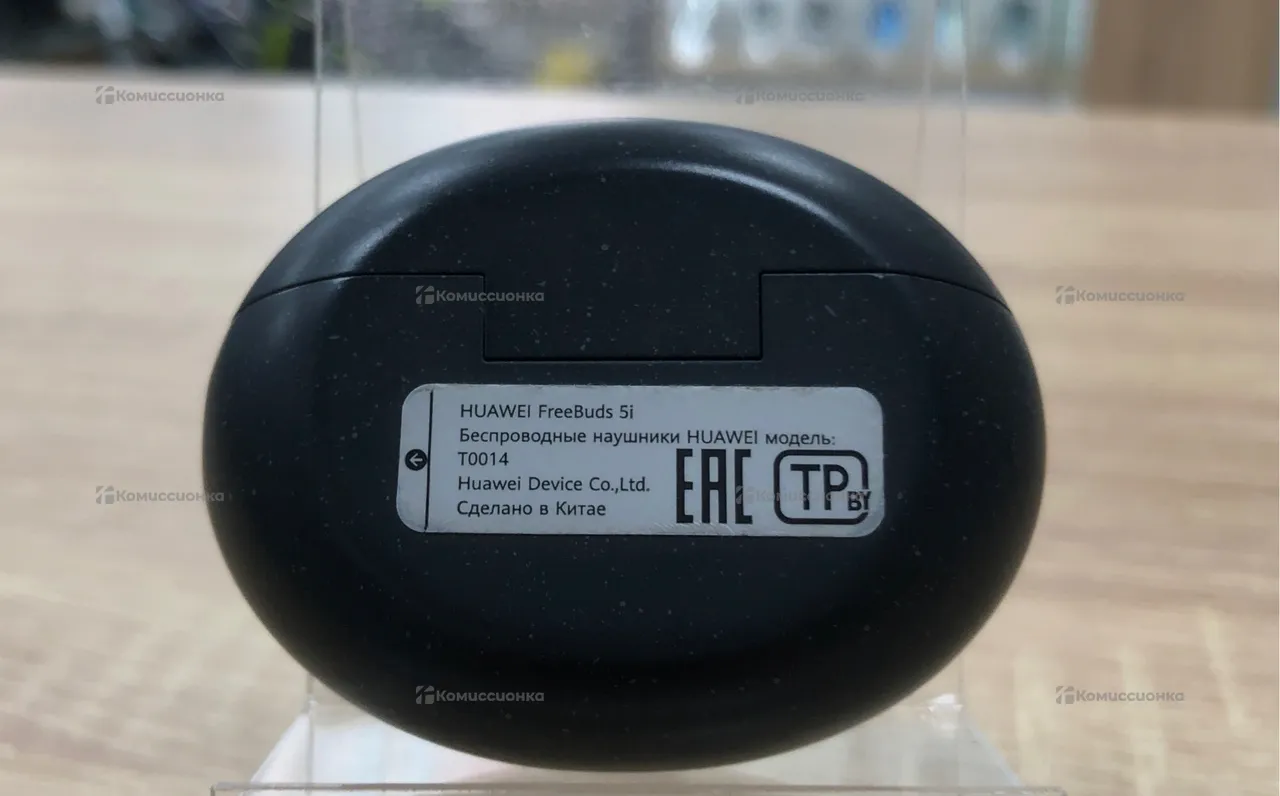 Комиссионка
Комиссионка
Комиссионка
Комиссионка
HUAWEI FreeBuds 5i
Беспроводные наушники HUAWEI модель:
T0014
Huawei Device Co.,Ltd.
Сделано в Китае
EAC
TP BY
Комиссионка
Комиссионка
Комиссионка
Комиссионка